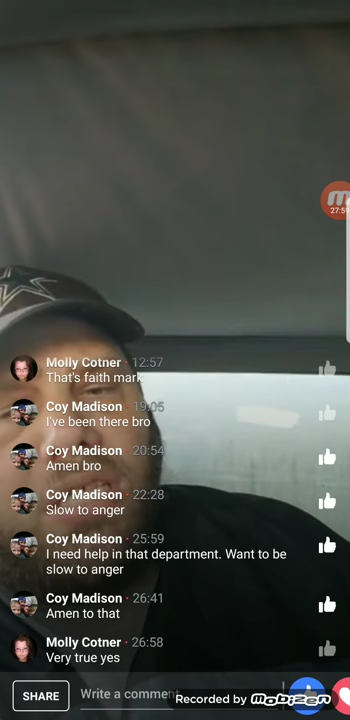 27:59
Molly Cotner · 12:57
That's faith mark
Coy Madison · 19:05
I've been there bro
Coy Madison · 20:54
Amen bro
Coy Madison · 22:28
Slow to anger
Coy Madison · 25:59
I need help in that department. Want to be
slow to anger
Coy Madison · 26:41
Amen to that
Molly Cotner · 26:58
Very true yes
SHARE
Write a comment
Recorded by Mobizen